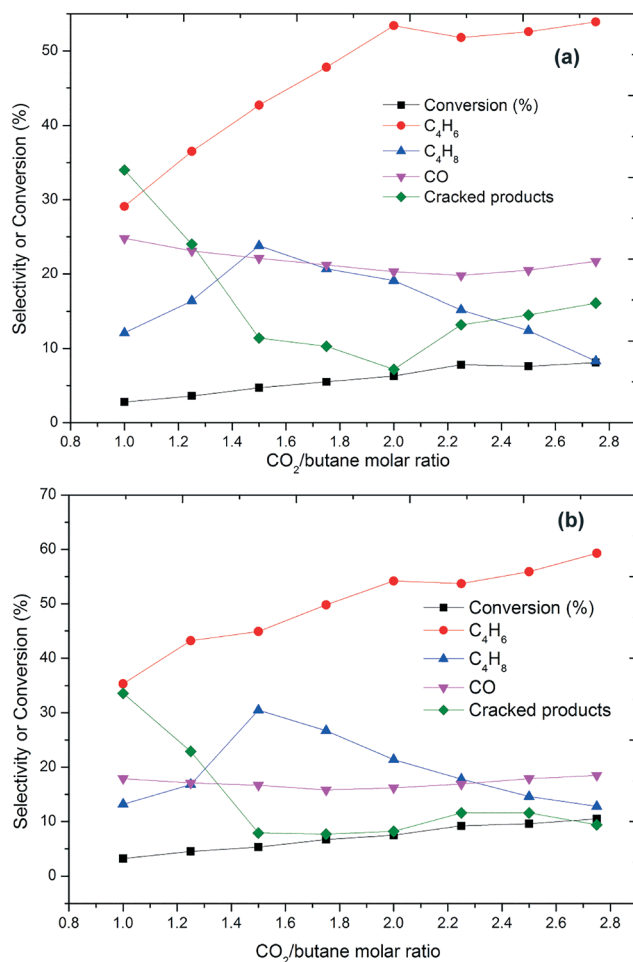 (a)
Selectivity or Conversion (%)
50
40
30
20
10
0
Conversion (%)
C₄H₆
C₄H₈
CO
Cracked products
0.8 1.0 1.2 1.4 1.6 1.8 2.0 2.2 2.4 2.6 2.8
CO₂/butane molar ratio
(b)
Selectivity or Conversion (%)
70
60
50
40
30
20
10
0
Conversion (%)
C₄H₆
C₄H₈
CO
Cracked products
0.8 1.0 1.2 1.4 1.6 1.8 2.0 2.2 2.4 2.6 2.8
CO₂/butane molar ratio